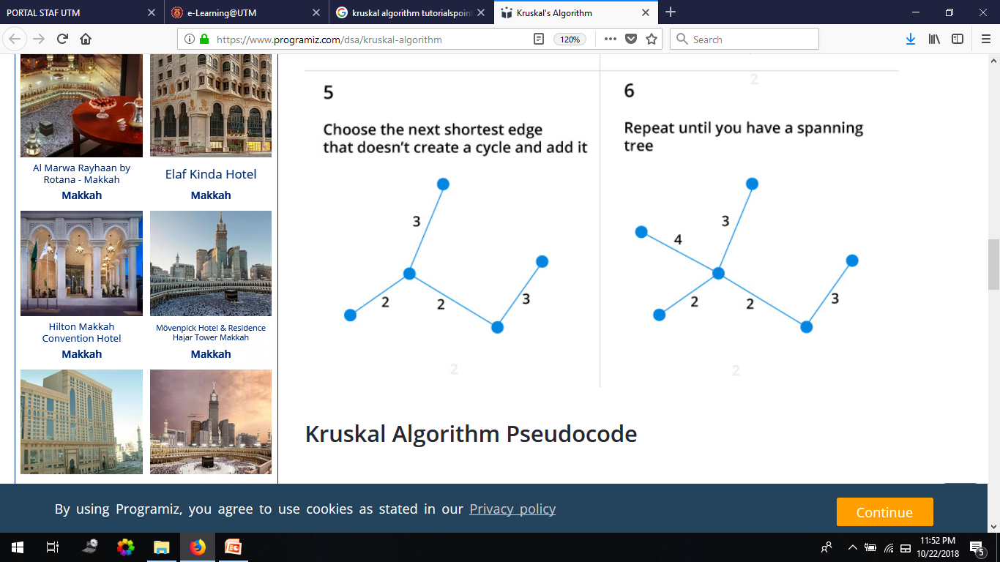 PORTAL STAF UTM
e-Learning@UTM
kruskal algorithm tutorialspoint
Kruskal's Algorithm
https://www.programiz.com/dsa/kruskal-algorithm
120%
Search
Al Marwa Rayhaan by
Rotana - Makkah
Makkah
Elaf Kinda Hotel
Makkah
Hilton Makkah
Convention Hotel
Makkah
Mövenpick Hotel & Residence
Hajar Tower Makkah
Makkah
2
5
Choose the next shortest edge
that doesn't create a cycle and add it
3
2
2
3
2
6
Repeat until you have a spanning
tree
4
3
2
2
3
2
Kruskal Algorithm Pseudocode
By using Programiz, you agree to use cookies as stated in our Privacy policy
Continue
11:52 PM
10/22/2018
5